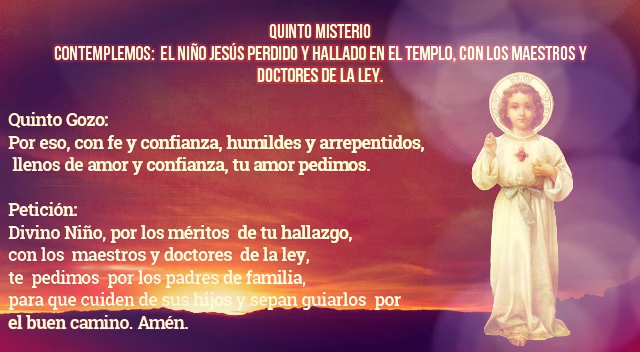 QUINTO MISTERIO
CONTEMPLEMOS: EL NIÑO JESÚS PERDIDO Y HALLADO EN EL TEMPLO, CON LOS MAESTROS Y
DOCTORES DE LA LEY.
Quinto Gozo:
Por eso, con fe y confianza, humildes y arrepentidos,
llenos de amor y confianza, tu amor pedimos.
Petición:
Divino Niño, por los méritos de tu hallazgo,
con los maestros y doctores de la ley,
te pedimos por los padres de familia,
para que cuiden de sus hijos y sepan guiarlos por
el buen camino. Amén.